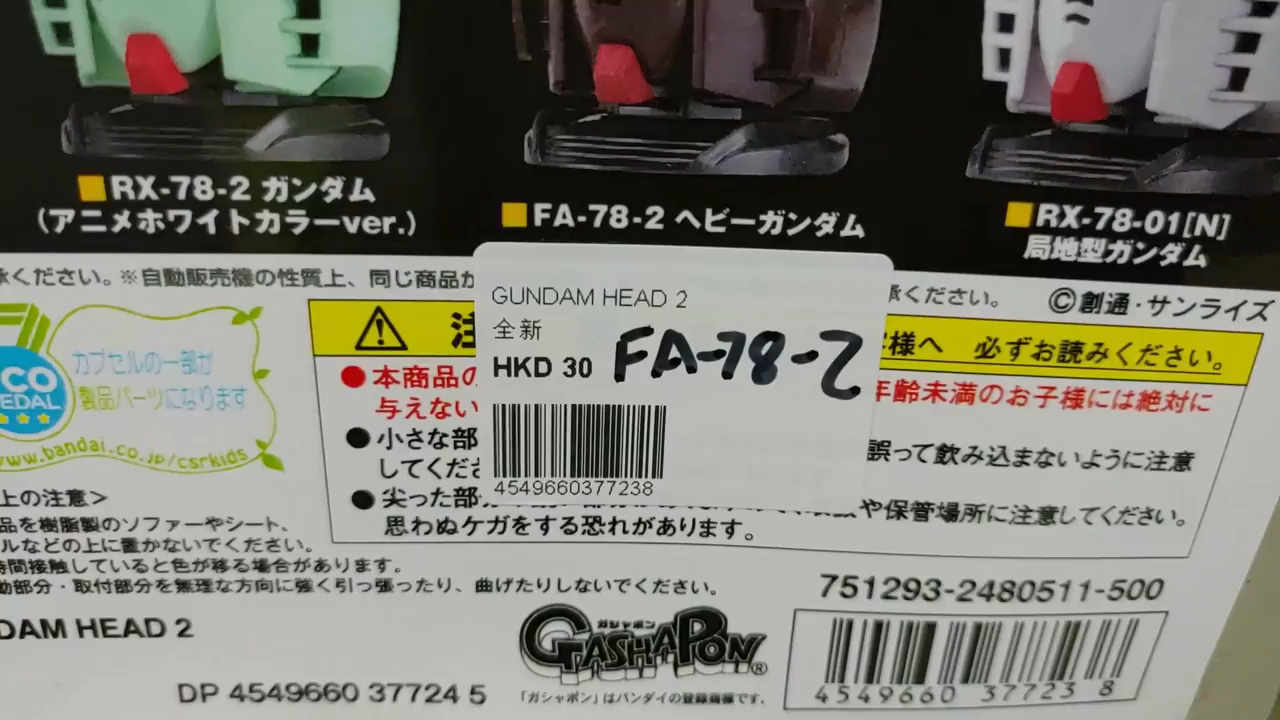 RX-78-2 ガンダム
(アニメホワイトカラーver.)
FA-78-2 ヘビーガンダム
RX-78-01[N]
局地型ガンダム
承ください。※自動販売機の性質上、同じ商品が
承ください。
©創通・サンライズ
GUNDAM HEAD 2
全新
HKD 30
FA-78-2
4549660377238
カプセルの一部が
製品パーツになります
CO
EDAL
www.bandai.co.jp/csrkids
注
様へ 必ずお読みください。
●本商品の
年齢未満のお子様には絶対に
与えない
●小さな部
誤って飲み込まないように注意
してくださ
●尖った部
や保管場所に注意してください。
思わぬケガをする恐れがあります。
上の注意>
品を樹脂製のソファーやシート、
ルなどの上に置かないでください。
時間接触していると色が移る場合があります。
動部分・取付部分を無理な方向に強く引っ張ったり、曲げたりしないでください。
751293-2480511-500
DAM HEAD 2
ガシャポン
GASHAPON®
「ガシャポン」はバンダイの登録商標です。
DP 4549660 37724 5
4549660 37723 8